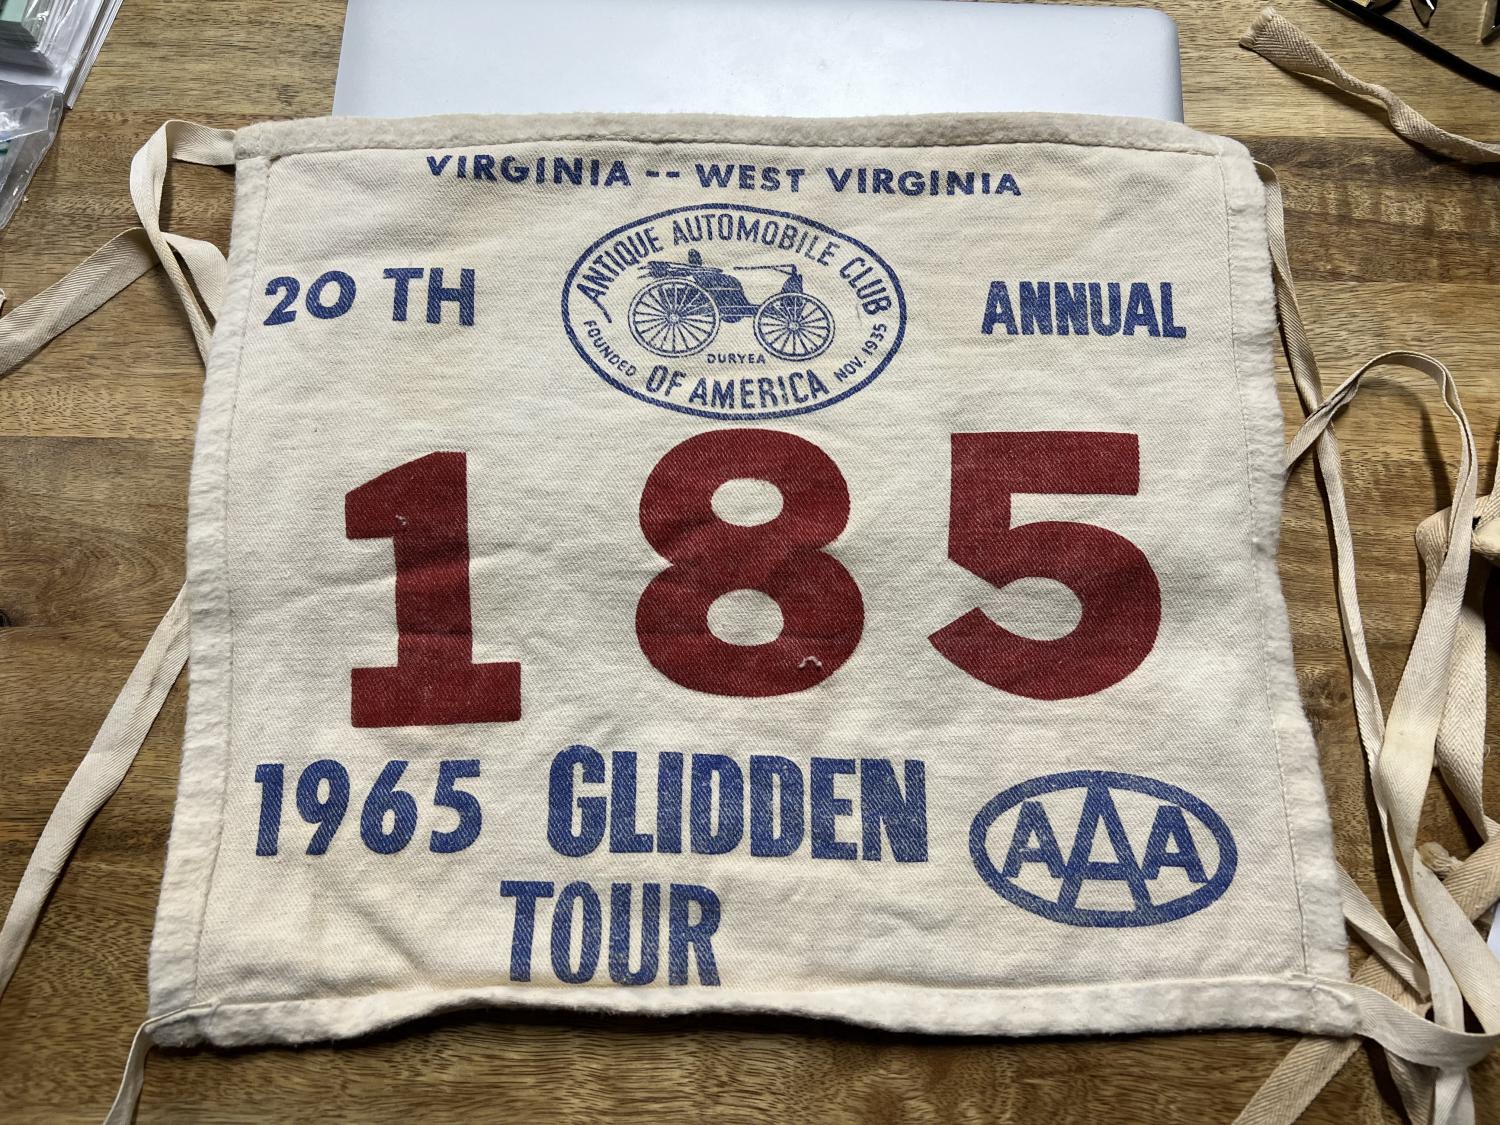 VIRGINIA -- WEST VIRGINIA
ANTIQUE AUTOMOBILE CLUB
OF AMERICA
FOUNDED NOV. 1935
DURYEA
20 TH ANNUAL
185
1965 GLIDDEN
TOUR
AAA